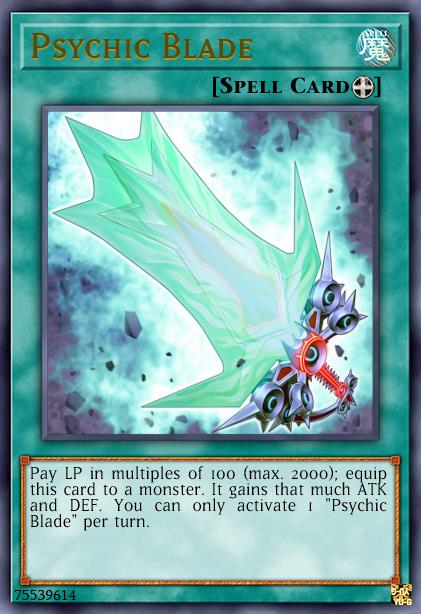 Psychic Blade
SPELL
魔
[Spell Card]
Pay LP in multiples of 100 (max. 2000); equip
this card to a monster. It gains that much ATK
and DEF. You can only activate 1 "Psychic
Blade" per turn.
75539614